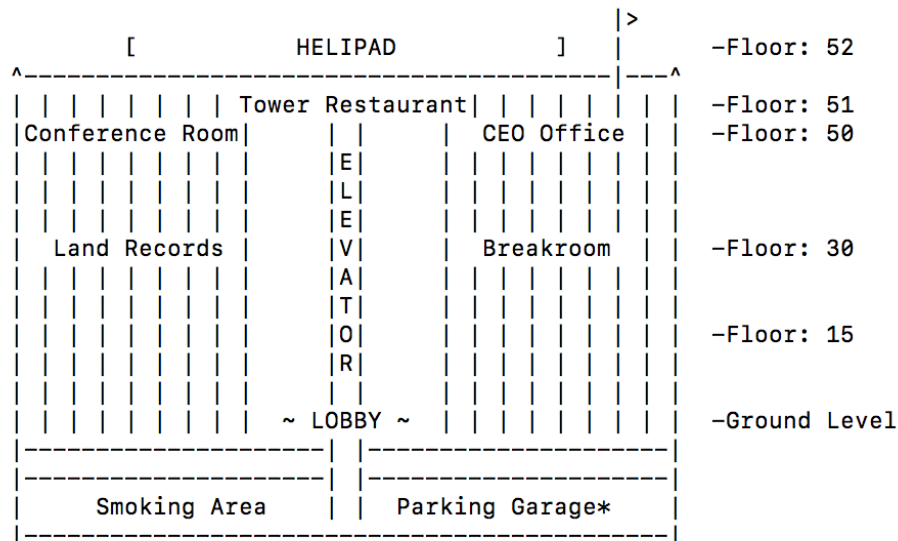 HELIPAD -Floor: 52
Tower Restaurant -Floor: 51
Conference Room CEO Office -Floor: 50
E
L
E
Land Records V Breakroom -Floor: 30
A
T
O -Floor: 15
R
~ LOBBY ~ -Ground Level
Smoking Area Parking Garage*